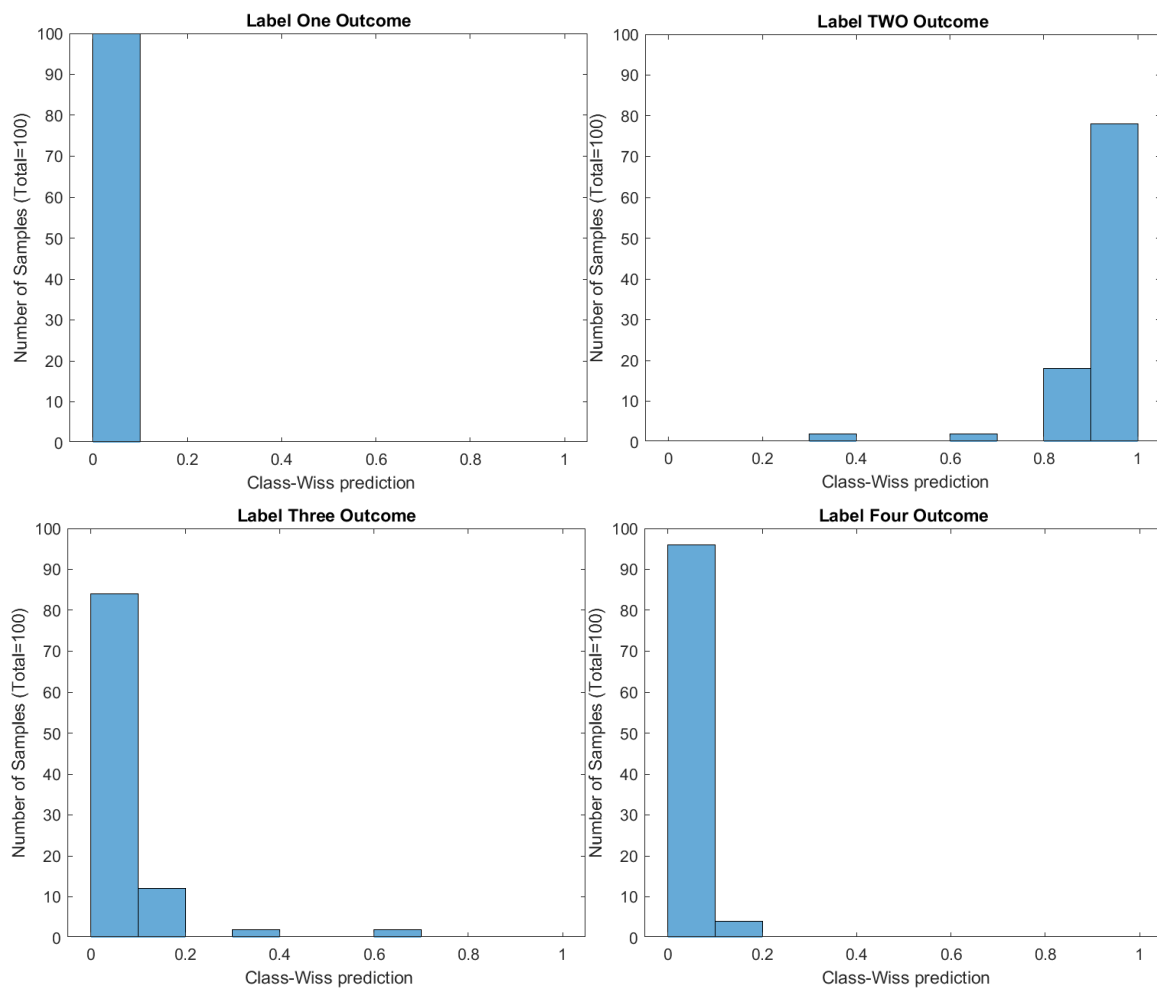 Label One Outcome
Number of Samples (Total=100)
100
90
80
70
60
50
40
30
20
10
0
0 0.2 0.4 0.6 0.8 1
Class-Wiss prediction
Label TWO Outcome
Number of Samples (Total=100)
100
90
80
70
60
50
40
30
20
10
0
0 0.2 0.4 0.6 0.8 1
Class-Wiss prediction
Label Three Outcome
Number of Samples (Total=100)
100
90
80
70
60
50
40
30
20
10
0
0 0.2 0.4 0.6 0.8 1
Class-Wiss prediction
Label Four Outcome
Number of Samples (Total=100)
100
90
80
70
60
50
40
30
20
10
0
0 0.2 0.4 0.6 0.8 1
Class-Wiss prediction